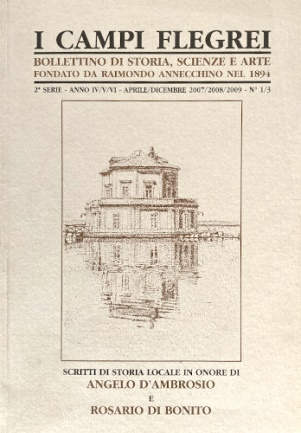 I CAMPI FLEGREI
BOLLETTINO DI STORIA, SCIENZE E ARTE
FONDATO DA RAIMONDO ANNECCHINO NEL 1894
2ª SERIE - ANNO IV/V/VI - APRILE/DICEMBRE 2007/2008/2009 - N° 1/3
SCRITTI DI STORIA LOCALE IN ONORE DI
ANGELO D'AMBROSIO
E
ROSARIO DI BONITO